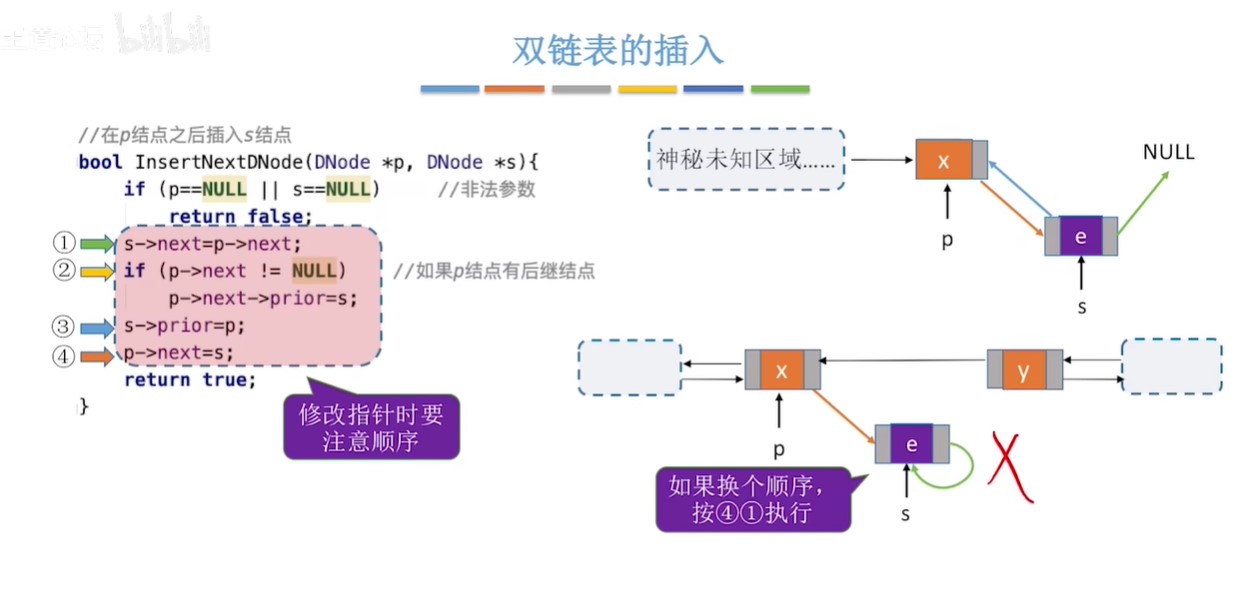 bilibili
双链表的插入
//在p结点之后插入s结点
bool InsertNextDNode(DNode *p, DNode *s){
if (p==NULL || s==NULL) //非法参数
return false;
① s->next=p->next;
② if (p->next != NULL) //如果p结点有后继结点
p->next->prior=s;
③ s->prior=p;
④ p->next=s;
return true;
}
修改指针时要
注意顺序
神秘未知区域……
x
NULL
p
e
s
x
y
p
e
s
如果换个顺序，
按④①执行